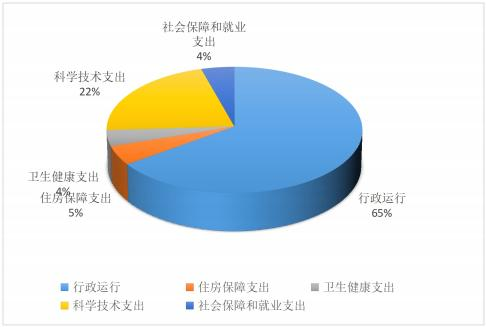 社会保障和就业
支出
4%
科学技术支出
22%
卫生健康支出
4%
住房保障支出
5%
行政运行
65%
行政运行
住房保障支出
卫生健康支出
科学技术支出
社会保障和就业支出